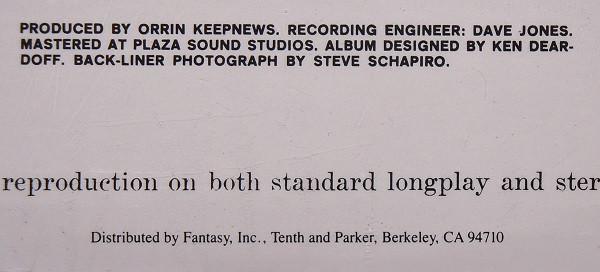 PRODUCED BY ORRIN KEEPNEWS. RECORDING ENGINEER: DAVE JONES.
MASTERED AT PLAZA SOUND STUDIOS. ALBUM DESIGNED BY KEN DEAR-
DOFF. BACK-LINER PHOTOGRAPH BY STEVE SCHAPIRO.
reproduction on both standard longplay and ster
Distributed by Fantasy, Inc., Tenth and Parker, Berkeley, CA 94710